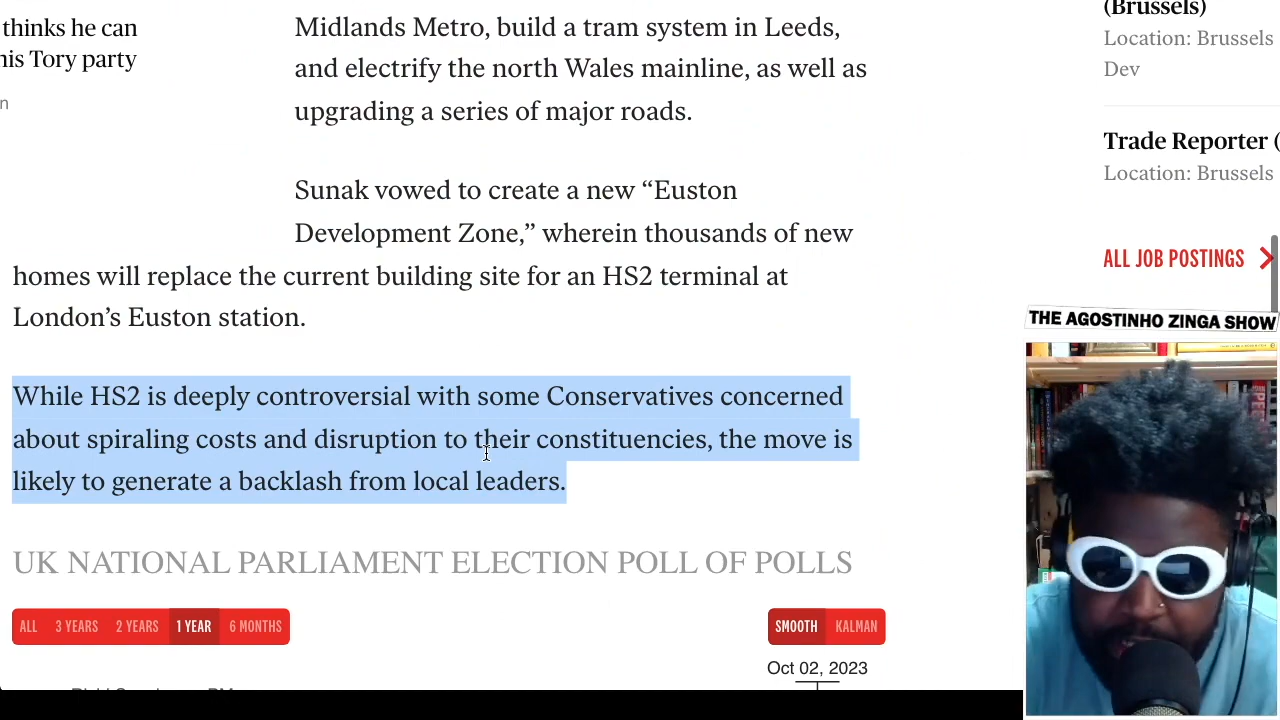 thinks he can
his Tory party
n
Midlands Metro, build a tram system in Leeds,
and electrify the north Wales mainline, as well as
upgrading a series of major roads.
Sunak vowed to create a new “Euston
Development Zone,” wherein thousands of new
homes will replace the current building site for an HS2 terminal at
London’s Euston station.
While HS2 is deeply controversial with some Conservatives concerned
about spiraling costs and disruption to their constituencies, the move is
likely to generate a backlash from local leaders.
UK NATIONAL PARLIAMENT ELECTION POLL OF POLLS
ALL 3 YEARS 2 YEARS 1 YEAR 6 MONTHS
SMOOTH KALMAN
Oct 02, 2023
(Brussels)
Location: Brussels
Dev
Trade Reporter (
Location: Brussels
ALL JOB POSTINGS
THE AGOSTINHO ZINGA SHOW